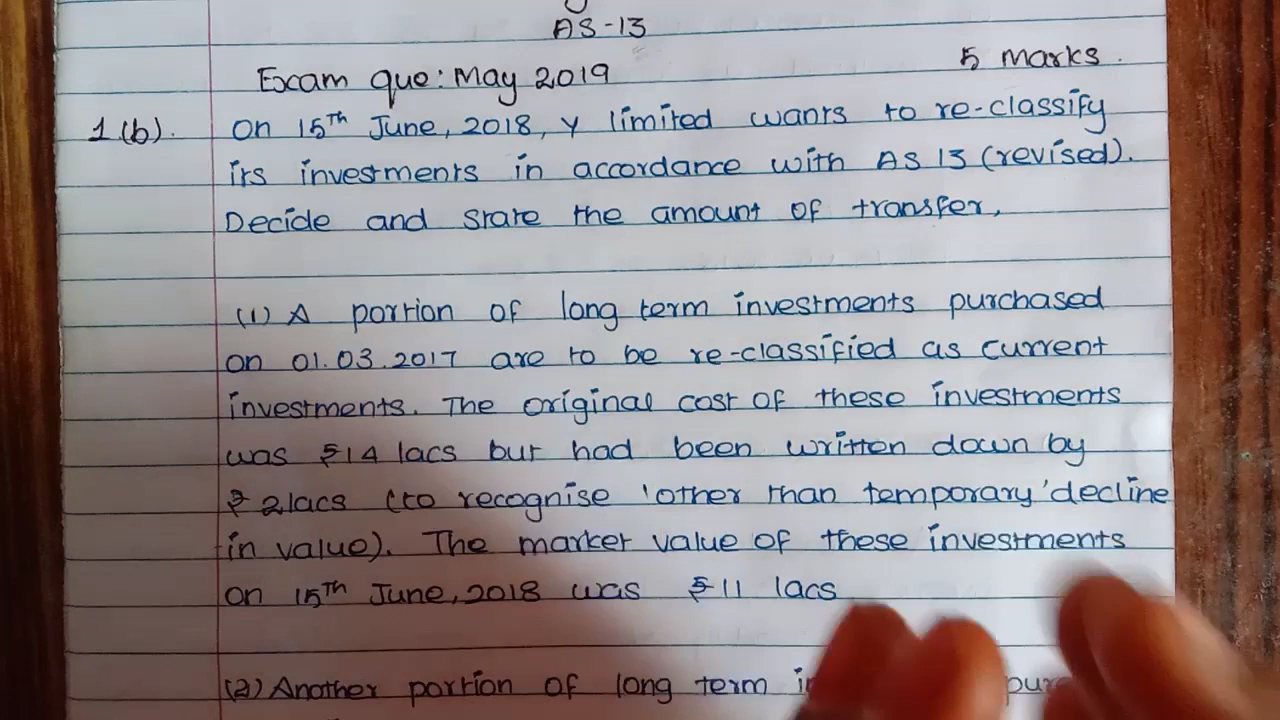 AS-13
Exam que: May 2019
5 marks.
1(b). On 15th June, 2018, Y limited wants to re-classify
its investments in accordance with AS 13 (revised).
Decide and state the amount of transfer,
(1) A portion of long term investments purchased
on 01.03.2017 are to be re-classified as current
investments. The original cost of these investments
was ₹14 lacs but had been written down by
₹2lacs (to recognise 'other than temporary' decline
in value). The market value of these investments
on 15th June, 2018 was ₹11 lacs
(2) Another portion of long term